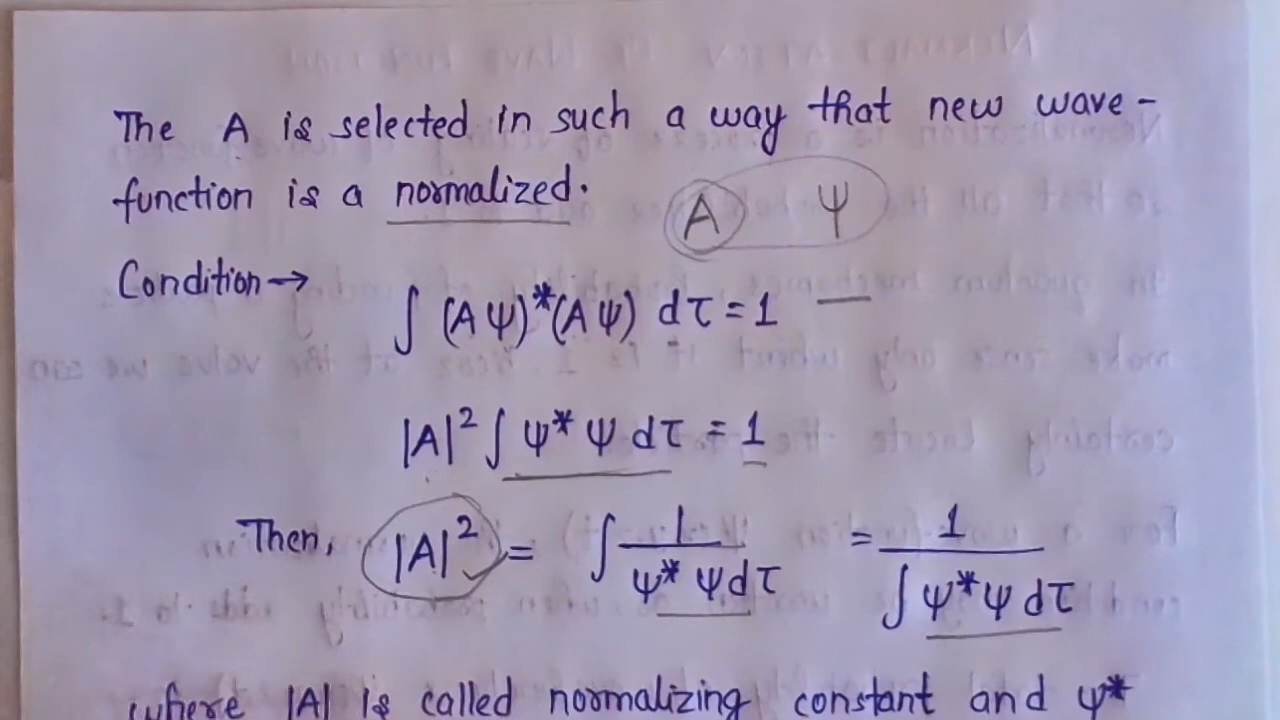 The A is selected in such a way that new wave-
function is a normalized.
A ψ
Condition →
∫ (Aψ)*(Aψ) dτ = 1
|A|² ∫ ψ* ψ dτ = 1
Then, |A|² = ∫ 1/ψ* ψdτ = 1/∫ ψ*ψ dτ
where |A| is called normalizing constant and ψ*